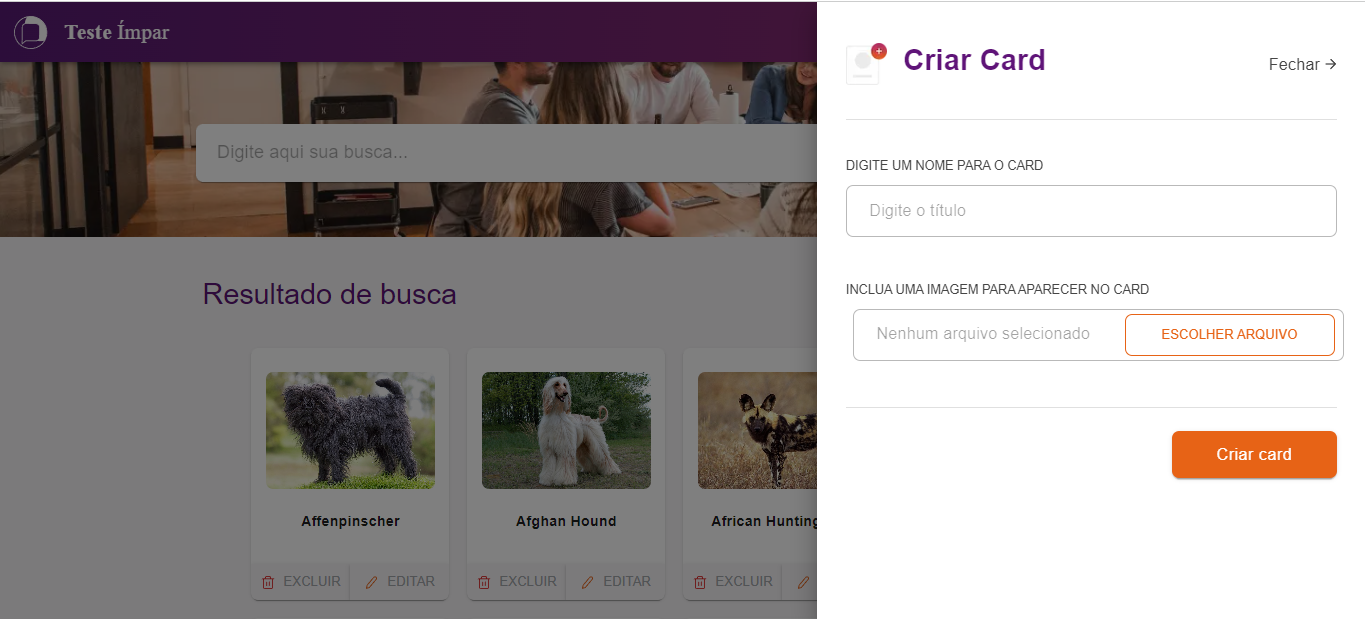 Teste Ímpar
Digite aqui sua busca...
Resultado de busca
Affenpinscher
EXCLUIR
EDITAR
Afghan Hound
EXCLUIR
EDITAR
African Hunting
EXCLUIR
+
Criar Card
Fechar →
DIGITE UM NOME PARA O CARD
Digite o título
INCLUA UMA IMAGEM PARA APARECER NO CARD
Nenhum arquivo selecionado
ESCOLHER ARQUIVO
Criar card